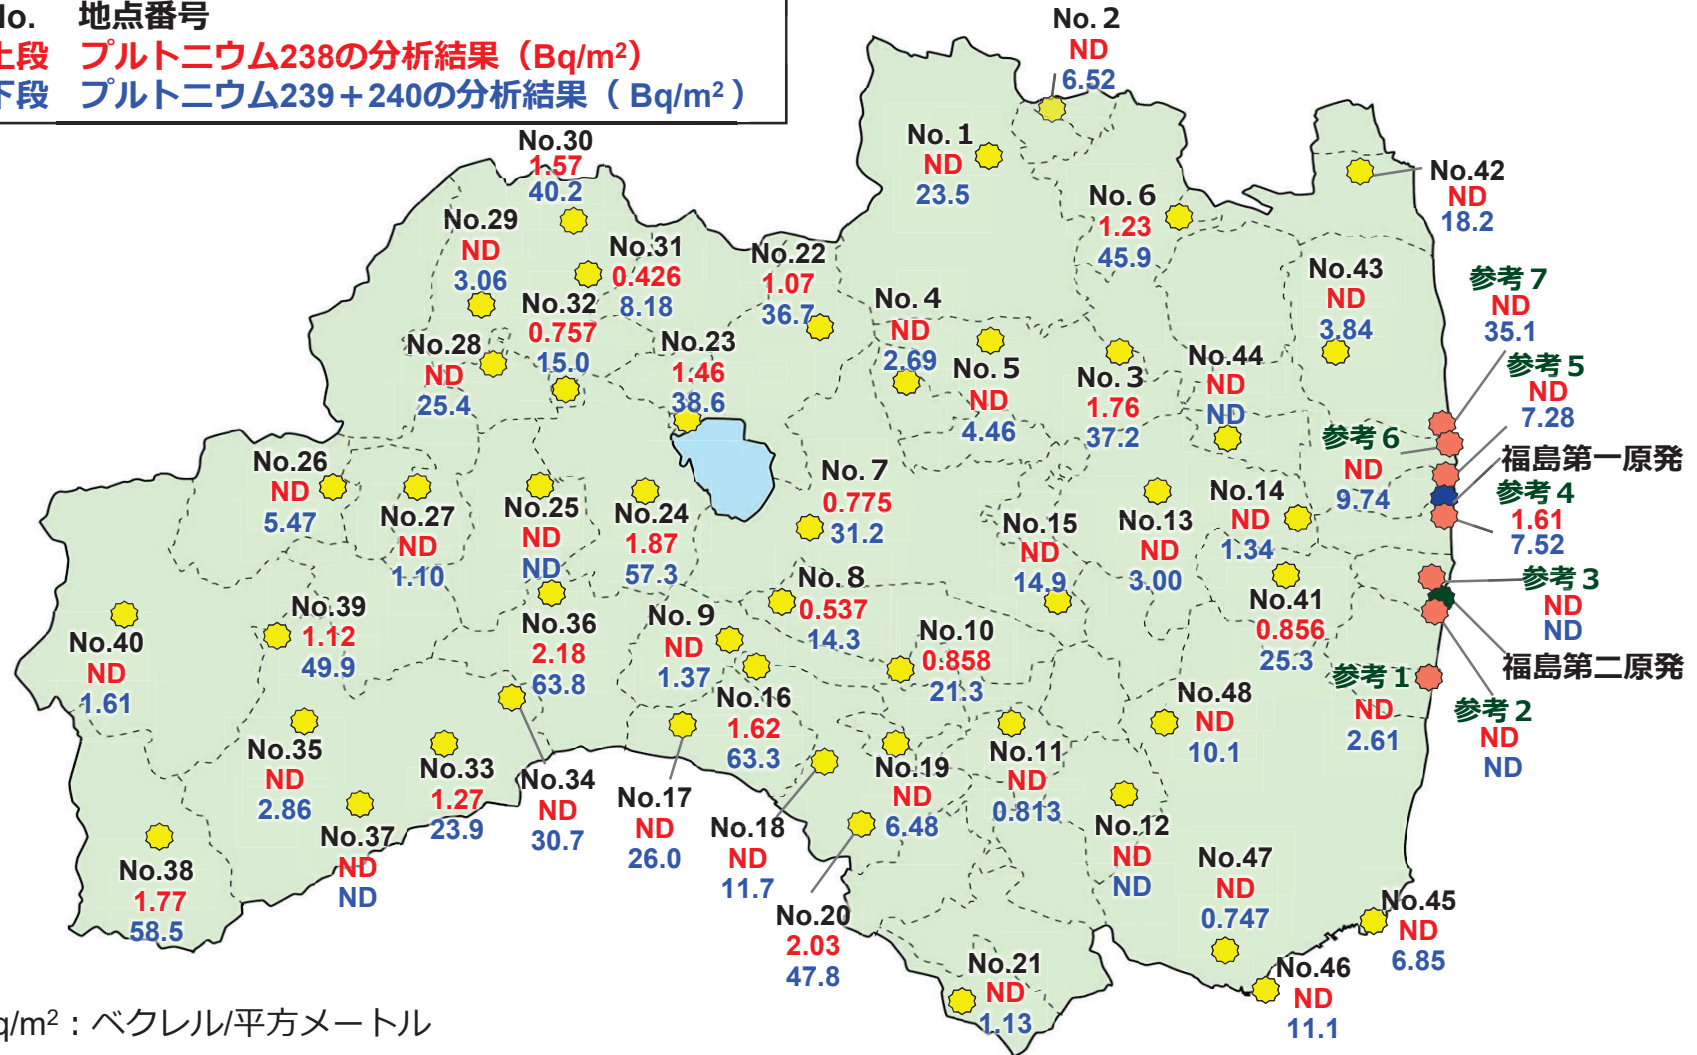 No. 地点番号
上段 プルトニウム238の分析結果（Bq/m²）
下段 プルトニウム239＋240の分析結果（ Bq/m² ）
No. 2
ND
6.52
No. 1
ND
23.5
No.30
1.57
40.2
No.42
ND
18.2
No. 6
1.23
45.9
No.29
ND
3.06
No.31
0.426
8.18
No.22
1.07
36.7
No.43
ND
3.84
参考７
ND
35.1
No.32
0.757
15.0
No. 4
ND
2.69
No.28
ND
25.4
No.23
1.46
38.6
No. 5
ND
4.46
No. 3
1.76
37.2
No.44
ND
ND
参考５
ND
7.28
参考６
ND
9.74
福島第一原発
参考４
1.61
7.52
No.26
ND
5.47
No.27
ND
1.10
No.25
ND
ND
No.24
1.87
57.3
No. 7
0.775
31.2
No.15
ND
14.9
No.13
ND
3.00
No.14
ND
1.34
参考３
ND
ND
No. 8
0.537
14.3
No.41
0.856
25.3
No.40
ND
1.61
No.39
1.12
49.9
No.36
2.18
63.8
No. 9
ND
1.37
No.10
0.858
21.3
福島第二原発
参考１
ND
2.61
参考２
ND
ND
No.16
1.62
63.3
No.48
ND
10.1
No.35
ND
2.86
No.33
1.27
23.9
No.34
ND
30.7
No.17
ND
26.0
No.18
ND
11.7
No.19
ND
6.48
No.11
ND
0.813
No.12
ND
ND
No.37
ND
ND
No.38
1.77
58.5
No.47
ND
0.747
No.20
2.03
47.8
No.45
ND
6.85
No.21
ND
1.13
No.46
ND
11.1
q/m²：ベクレル/平方メートル